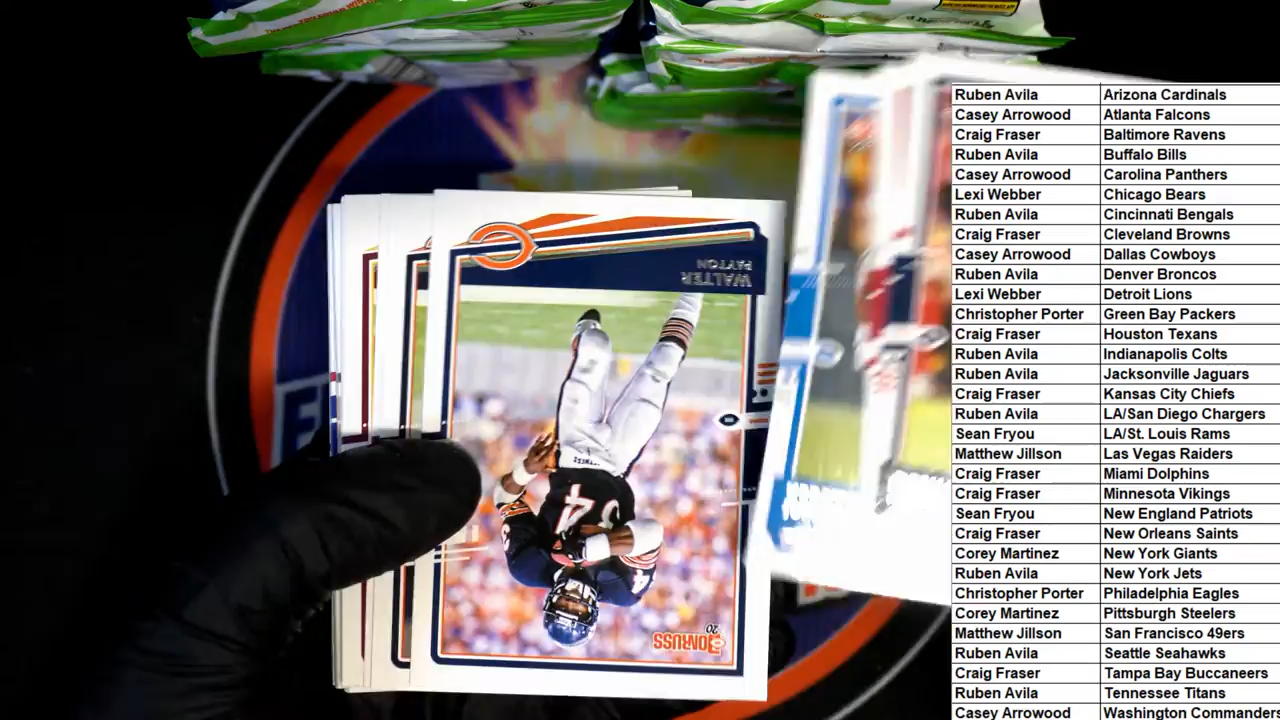 Ruben Avila Arizona Cardinals
Casey Arrowood Atlanta Falcons
Craig Fraser Baltimore Ravens
Ruben Avila Buffalo Bills
Casey Arrowood Carolina Panthers
Lexi Webber Chicago Bears
Ruben Avila Cincinnati Bengals
Craig Fraser Cleveland Browns
Casey Arrowood Dallas Cowboys
Ruben Avila Denver Broncos
Lexi Webber Detroit Lions
Christopher Porter Green Bay Packers
Craig Fraser Houston Texans
Ruben Avila Indianapolis Colts
Ruben Avila Jacksonville Jaguars
Craig Fraser Kansas City Chiefs
Ruben Avila LA/San Diego Chargers
Sean Fryou LA/St. Louis Rams
Matthew Jillson Las Vegas Raiders
Craig Fraser Miami Dolphins
Craig Fraser Minnesota Vikings
Sean Fryou New England Patriots
Craig Fraser New Orleans Saints
Corey Martinez New York Giants
Ruben Avila New York Jets
Christopher Porter Philadelphia Eagles
Corey Martinez Pittsburgh Steelers
Matthew Jillson San Francisco 49ers
Ruben Avila Seattle Seahawks
Craig Fraser Tampa Bay Buccaneers
Ruben Avila Tennessee Titans
Casey Arrowood Washington Commanders
WALTER
PAYTON
34
20
DONRUSS